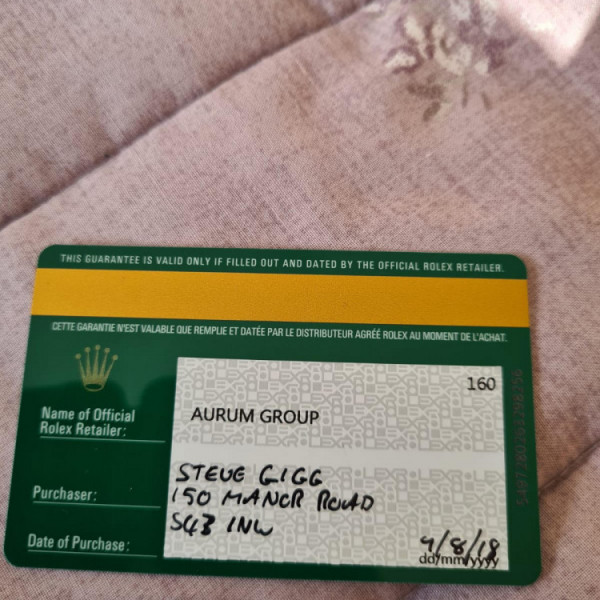 THIS GUARANTEE IS VALID ONLY IF FILLED OUT AND DATED BY THE OFFICIAL ROLEX RETAILER.
CETTE GARANTIE N'EST VALABLE QUE REMPLIE ET DATÉE PAR LE DISTRIBUTEUR AGRÉÉ ROLEX AU MOMENT DE L'ACHAT.
160
Name of Official
Rolex Retailer:
AURUM GROUP
Purchaser:
STEVE GIGG
150 MANOR ROAD
S43 1NW
Date of Purchase:
9/8/18
dd/mm/yyyy